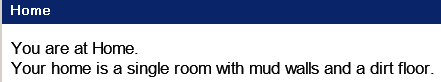 Home
You are at Home.
Your home is a single room with mud walls and a dirt floor.